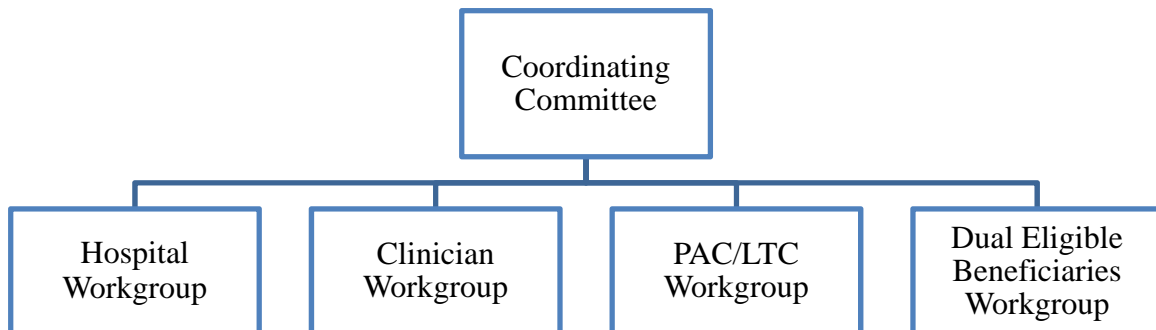 Coordinating
Committee
Hospital
Workgroup
Clinician
Workgroup
PAC/LTC
Workgroup
Dual Eligible
Beneficiaries
Workgroup